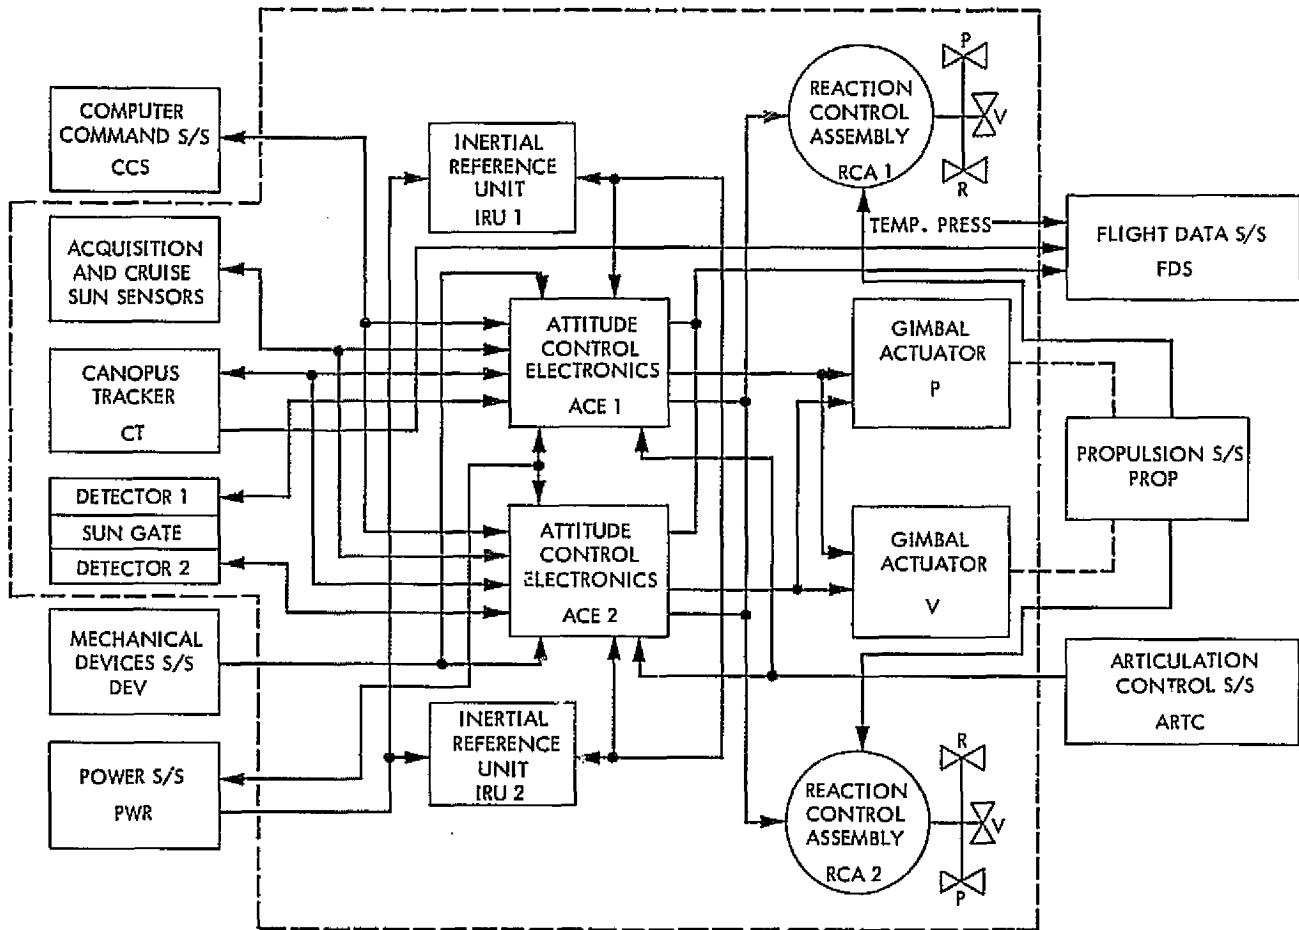 COMPUTER
COMMAND S/S
CCS
ACQUISITION
AND CRUISE
SUN SENSORS
CANOPUS
TRACKER
CT
DETECTOR 1
SUN GATE
DETECTOR 2
MECHANICAL
DEVICES S/S
DEV
POWER S/S
PWR
INERTIAL
REFERENCE
UNIT
IRU 1
ATTITUDE
CONTROL
ELECTRONICS
ACE 1
ATTITUDE
CONTROL
ELECTRONICS
ACE 2
INERTIAL
REFERENCE
UNIT
IRU 2
REACTION
CONTROL
ASSEMBLY
RCA 1
P
V
R
TEMP. PRESS
GIMBAL
ACTUATOR
P
GIMBAL
ACTUATOR
V
REACTION
CONTROL
ASSEMBLY
RCA 2
R
V
P
FLIGHT DATA S/S
FDS
PROPULSION S/S
PROP
ARTICULATION
CONTROL S/S
ARTC